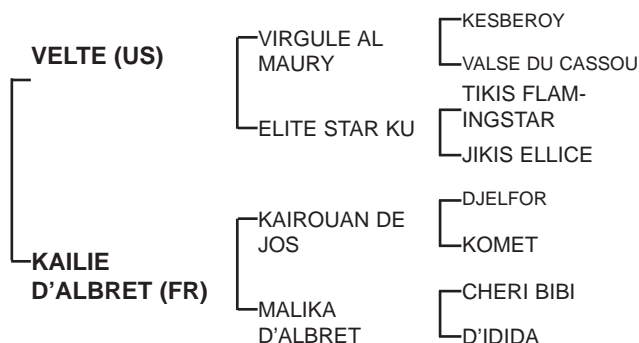 VELTE (US)
VIRGULE AL
MAURY
KESBEROY
VALSE DU CASSOU
ELITE STAR KU
TIKIS FLAM-
INGSTAR
JIKIS ELLICE
KAILIE
D'ALBRET (FR)
KAIROUAN DE
JOS
DJELFOR
KOMET
MALIKA
D'ALBRET
CHERI BIBI
D'IDIDA